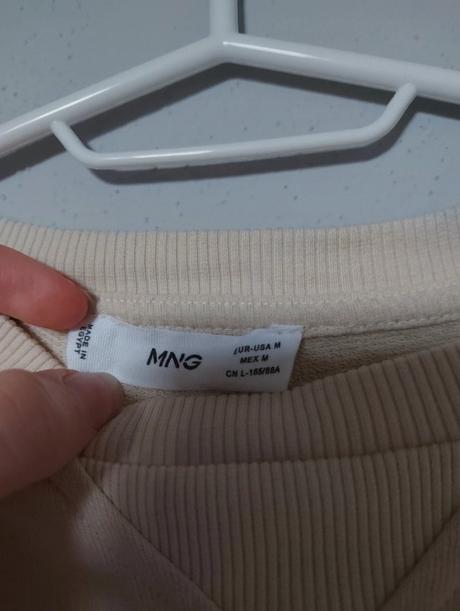 MADE IN
EGYPT
MNG
EUR-USA M
MEX M
CN L-165/88A